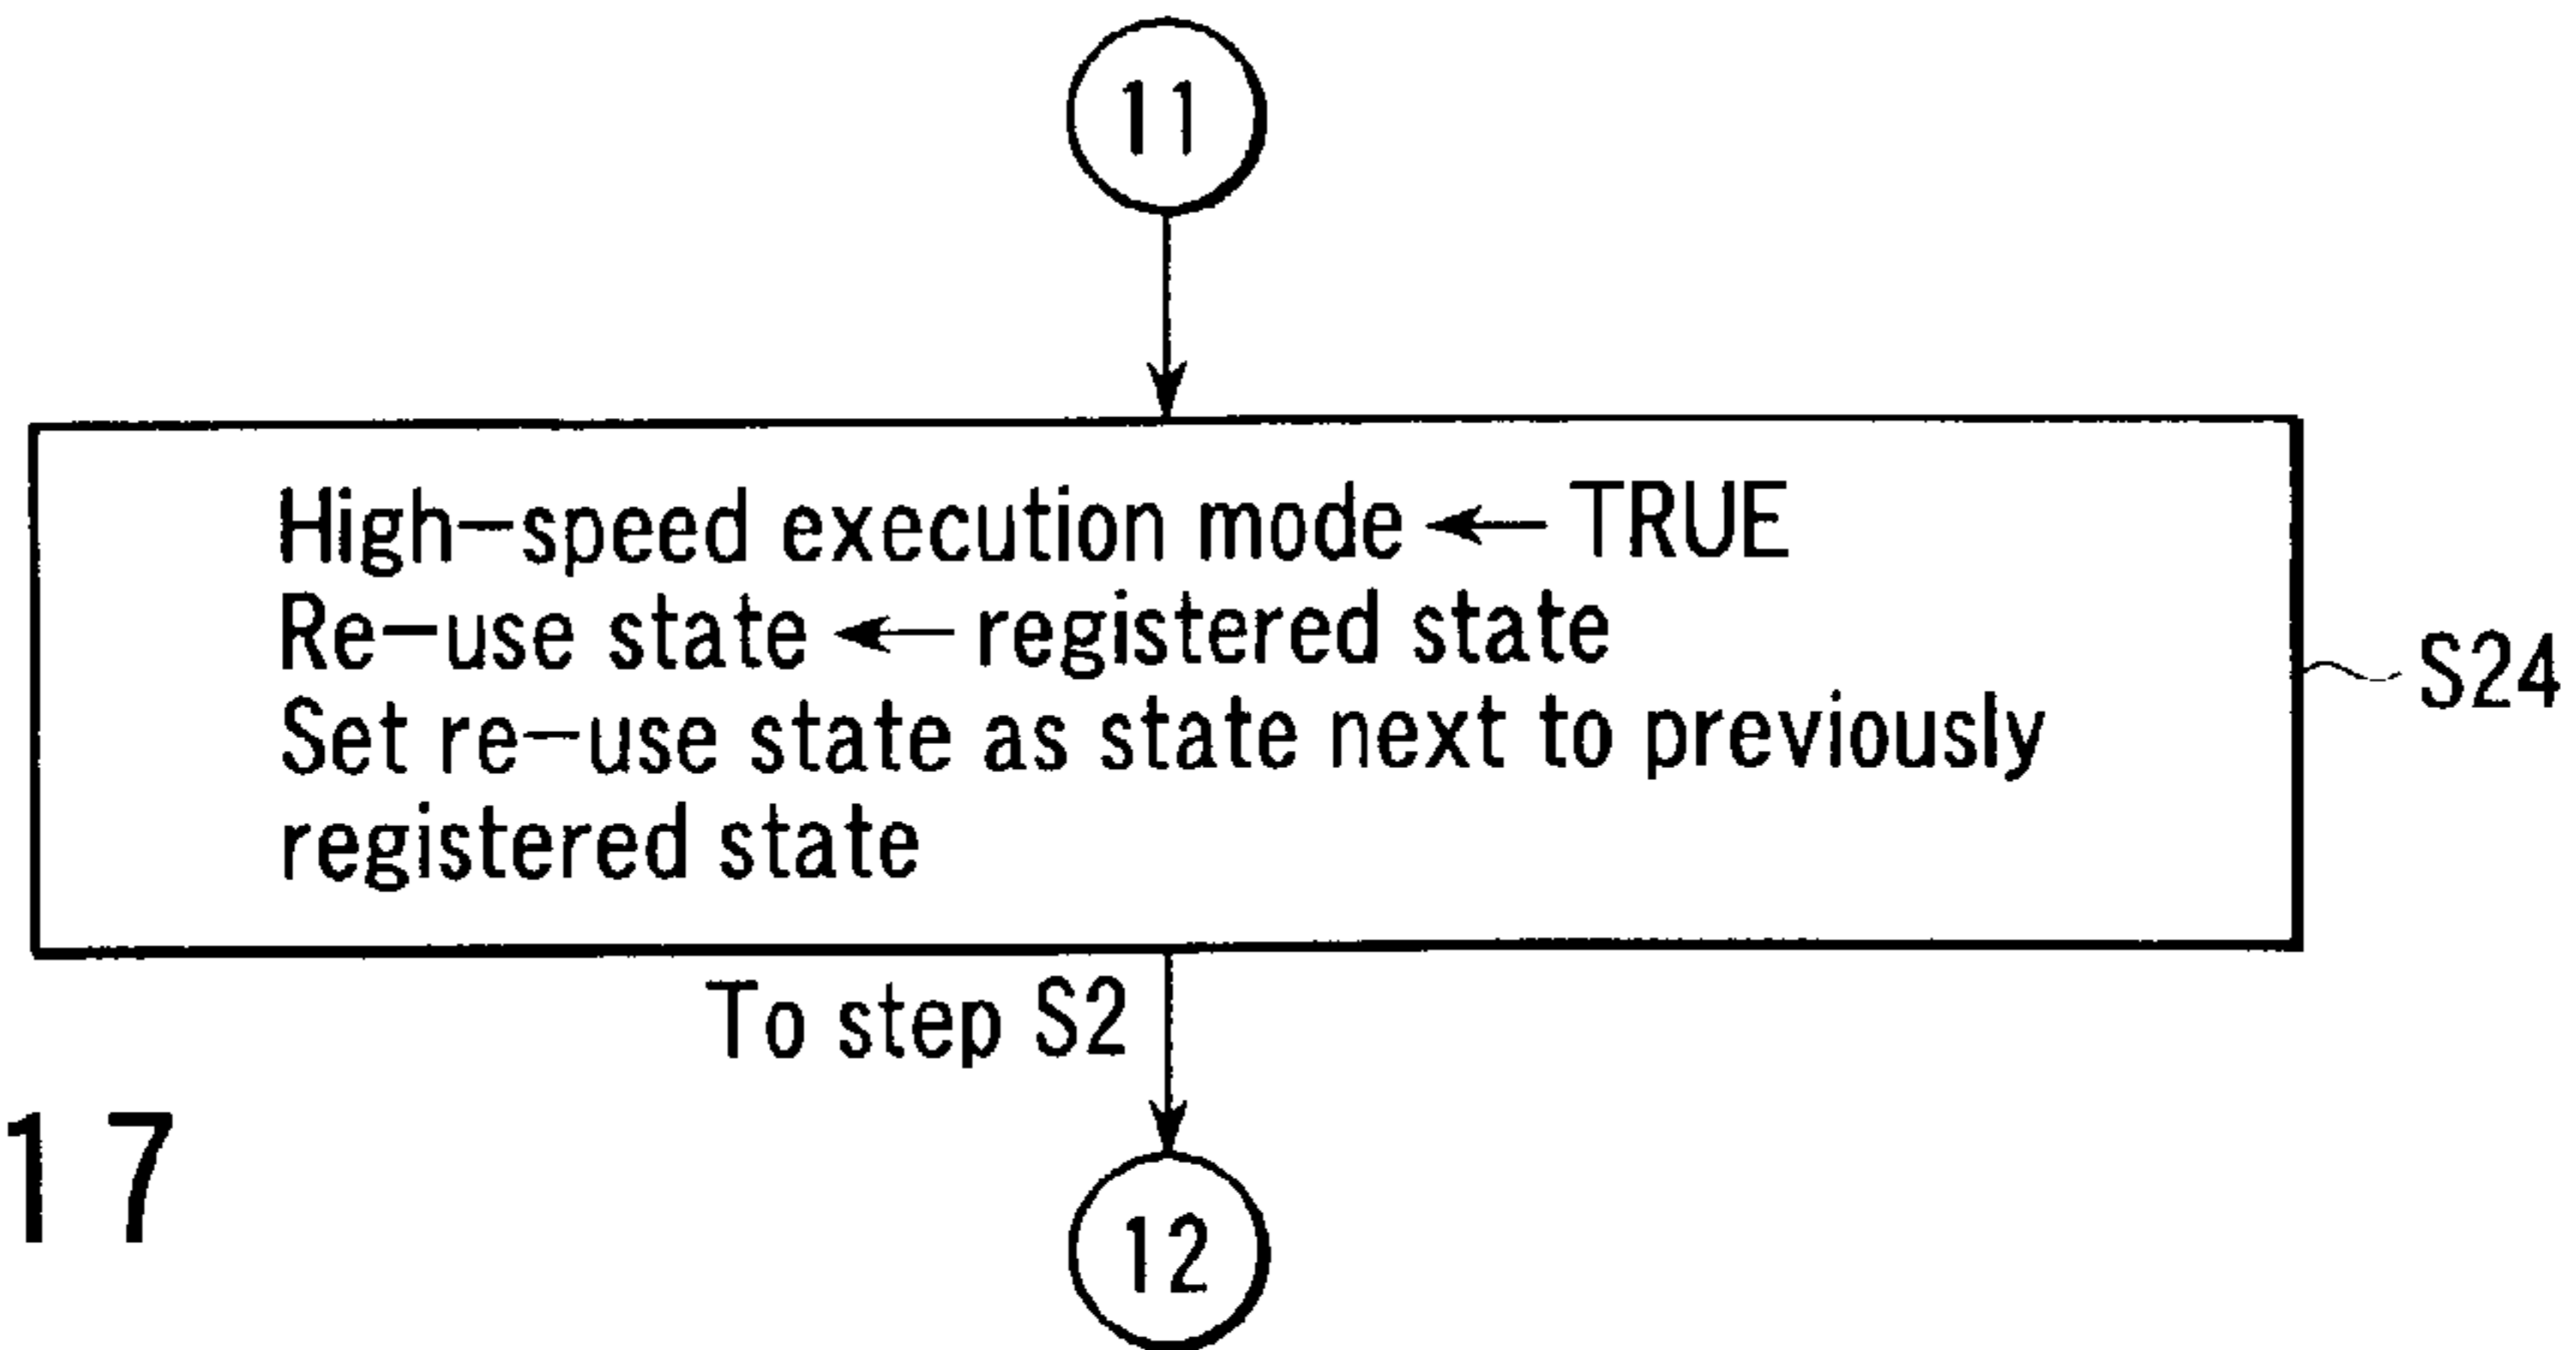 11
High-speed execution mode ← TRUE
Re-use state ← registered state
Set re-use state as state next to previously
registered state
S24
To step S2
17
12